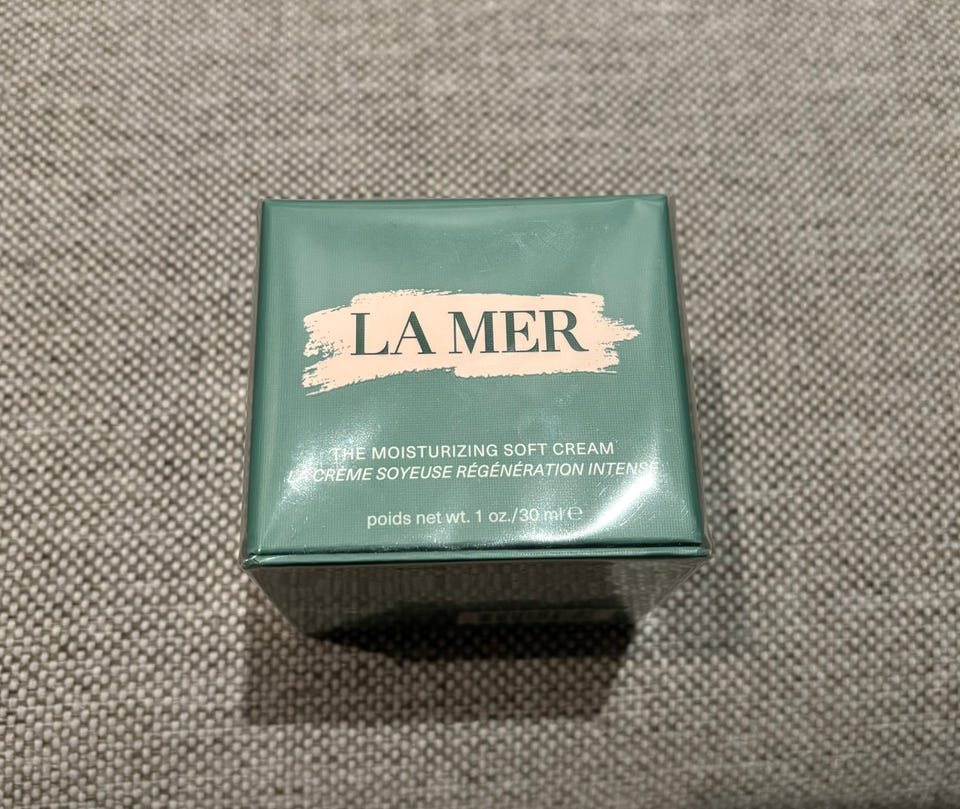 LA MER
THE MOISTURIZING SOFT CREAM
LA CRÈME SOYEUSE RÉGÉNÉRATION INTENSE
poids net wt. 1 oz./30 ml ℮